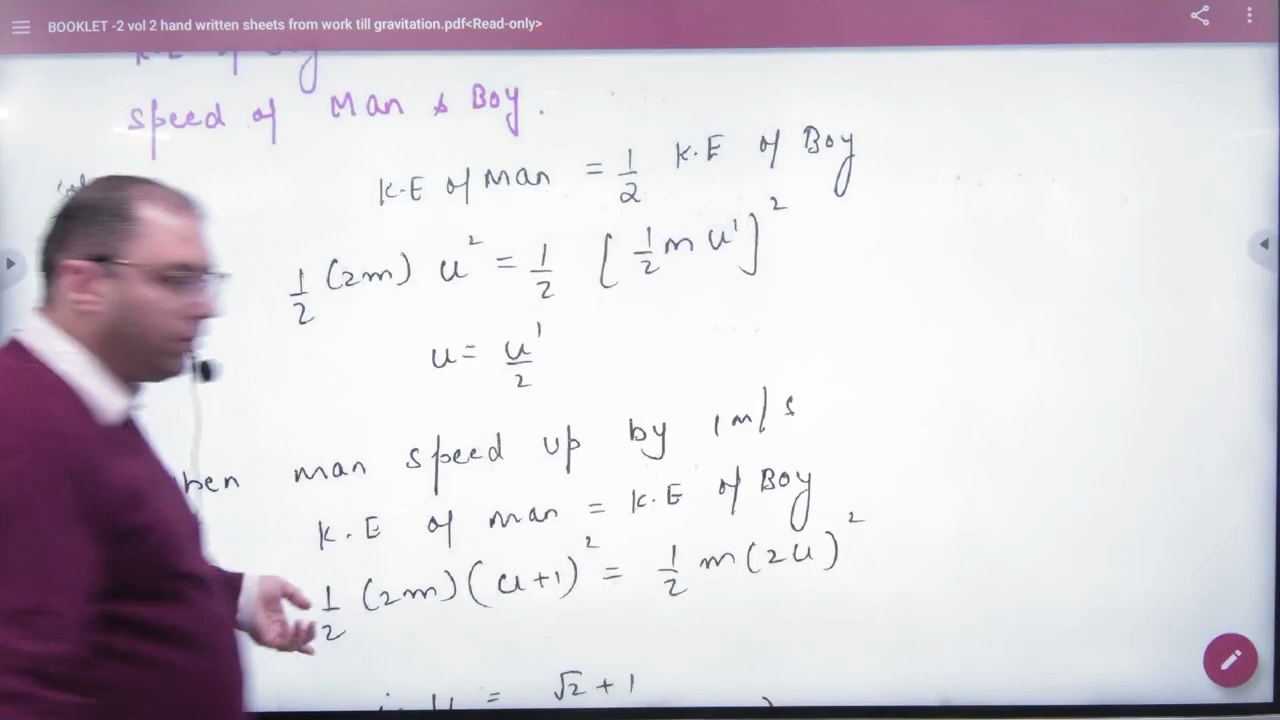 BOOKLET -2 vol 2 hand written sheets from work till gravitation.pdf<Read-only>
speed of Man & Boy.
K.E of Man = 1/2 K.E of Boy
1/2 (2m) u² = 1/2 [1/2 m u']²
u = u'/2
man speed up by 1 m/s
K.E of man = K.E of Boy
1/2 (2m)(u+1)² = 1/2 m(2u)²
u = √2 + 1